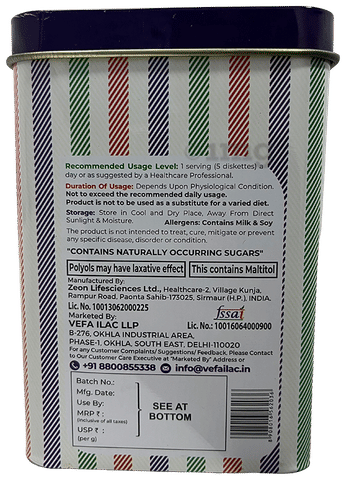 Recommended Usage Level: 1 serving (5 diskettes) a
day or as suggested by a Healthcare Professional.
Duration Of Usage: Depends Upon Physiological Condition.
Not to exceed the recommended daily usage.
Product is not to be used as a substitute for a varied diet.
Storage: Store in Cool and Dry Place, Away From Direct
Sunlight & Moisture. Allergens: Contains Milk & Soy
The product is not intended to treat, cure, mitigate or prevent
any specific disease, disorder or condition.
"CONTAINS NATURALLY OCCURRING SUGARS"
Polyols may have laxative effect This contains Maltitol
Manufactured By:
Zeon Lifesciences Ltd., Healthcare-2, Village Kunja,
Rampur Road, Paonta Sahib-173025, Sirmaur (H.P.), INDIA.
Lic. No.: 10013062000225 fssai
Marketed By: Lic. No.: 10016064000900
VEFA ILAC LLP
B-276, OKHLA INDUSTRIAL AREA,
PHASE-1, OKHLA, SOUTH EAST, DELHI-110020
For any Customer Complaints/ Suggestions/ Feedback, Please Contact
to Our Customer Care Executive at "Marketed By" Address or
+91 8800855338 info@vefailac.in
Batch No.:
Mfg. Date:
Use By:
MRP ₹ :
(inclusive of all taxes)
USP ₹ :
(per g)
SEE AT
BOTTOM